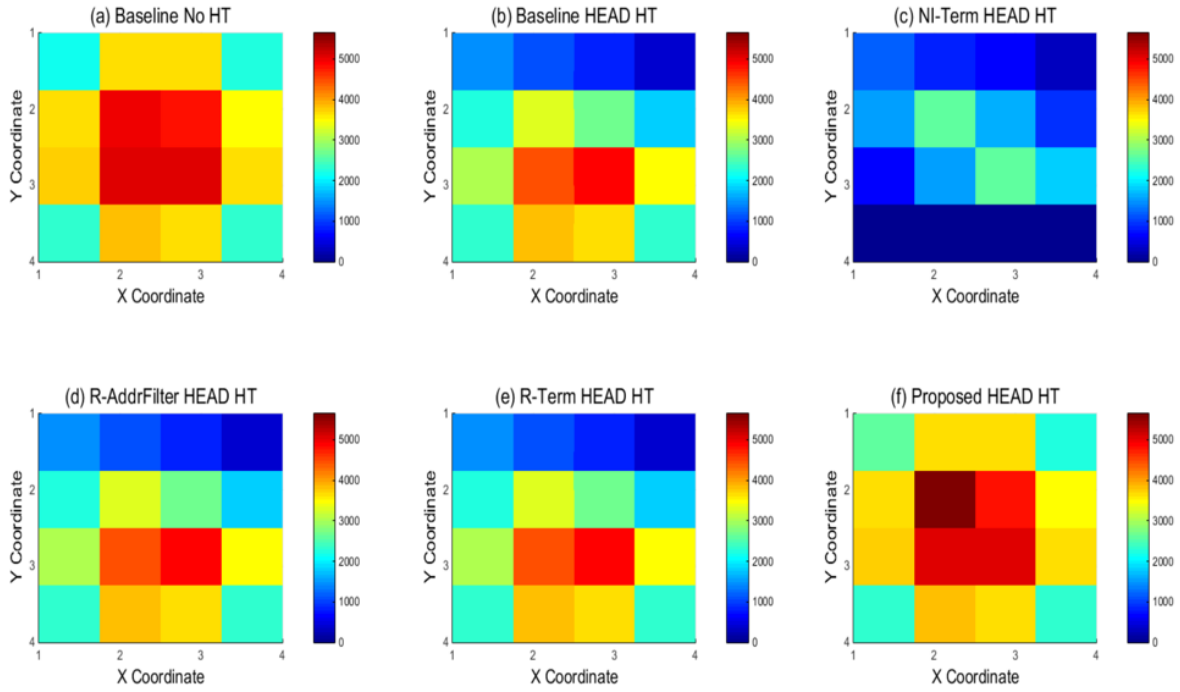 (a) Baseline No HT
1
2
3
4
Y Coordinate
1 2 3 4
X Coordinate
5000
4000
3000
2000
1000
0
(b) Baseline HEAD HT
1
2
3
4
Y Coordinate
1 2 3 4
X Coordinate
5000
4000
3000
2000
1000
0
(c) NI-Term HEAD HT
1
2
3
4
Y Coordinate
1 2 3 4
X Coordinate
5000
4000
3000
2000
1000
0
(d) R-AddrFilter HEAD HT
1
2
3
4
Y Coordinate
1 2 3 4
X Coordinate
5000
4000
3000
2000
1000
0
(e) R-Term HEAD HT
1
2
3
4
Y Coordinate
1 2 3 4
X Coordinate
5000
4000
3000
2000
1000
0
(f) Proposed HEAD HT
1
2
3
4
Y Coordinate
1 2 3 4
X Coordinate
5000
4000
3000
2000
1000
0